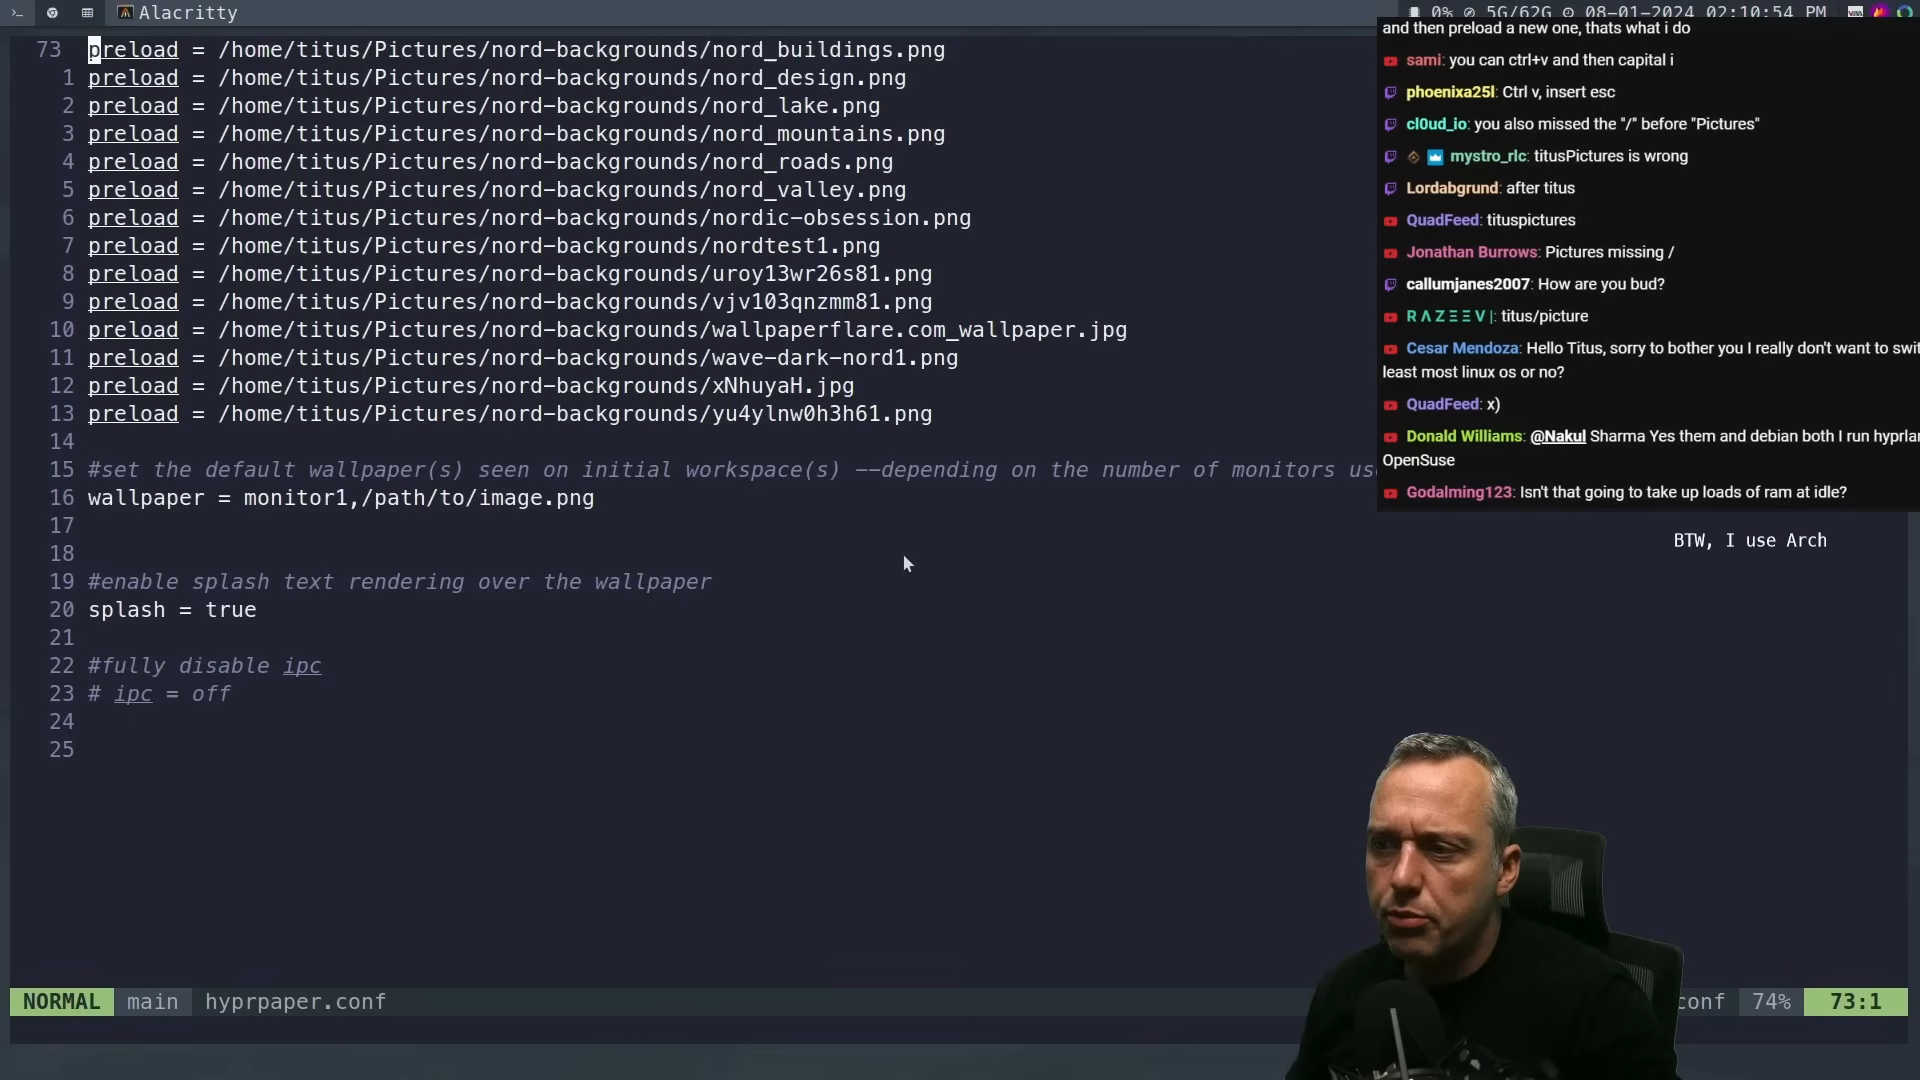 Alacritty
0% 5G/62G 08-01-2024 02:10:54 PM
73 preload = /home/titus/Pictures/nord-backgrounds/nord_buildings.png
1 preload = /home/titus/Pictures/nord-backgrounds/nord_design.png
2 preload = /home/titus/Pictures/nord-backgrounds/nord_lake.png
3 preload = /home/titus/Pictures/nord-backgrounds/nord_mountains.png
4 preload = /home/titus/Pictures/nord-backgrounds/nord_roads.png
5 preload = /home/titus/Pictures/nord-backgrounds/nord_valley.png
6 preload = /home/titus/Pictures/nord-backgrounds/nordic-obsession.png
7 preload = /home/titus/Pictures/nord-backgrounds/nordtest1.png
8 preload = /home/titus/Pictures/nord-backgrounds/uroy13wr26s81.png
9 preload = /home/titus/Pictures/nord-backgrounds/vjv103qnzmm81.png
10 preload = /home/titus/Pictures/nord-backgrounds/wallpaperflare.com_wallpaper.jpg
11 preload = /home/titus/Pictures/nord-backgrounds/wave-dark-nord1.png
12 preload = /home/titus/Pictures/nord-backgrounds/xNhuyaH.jpg
13 preload = /home/titus/Pictures/nord-backgrounds/yu4ylnw0h3h61.png
14
15 #set the default wallpaper(s) seen on initial workspace(s) --depending on the number of monitors
16 wallpaper = monitor1,/path/to/image.png
17
18
19 #enable splash text rendering over the wallpaper
20 splash = true
21
22 #fully disable ipc
23 # ipc = off
24
25
and then preload a new one, thats what i do
sami: you can ctrl+v and then capital i
phoenixa25l: Ctrl v, insert esc
cl0ud_io: you also missed the "/" before "Pictures"
mystro_rlc: titusPictures is wrong
Lordabgrund: after titus
QuadFeed: tituspictures
Jonathan Burrows: Pictures missing /
callumjanes2007: How are you bud?
R Λ Z Ξ Ξ V |: titus/picture
Cesar Mendoza: Hello Titus, sorry to bother you I really don't want to
least most linux os or no?
QuadFeed: x)
Donald Williams: @Nakul Sharma Yes them and debian both I run
OpenSuse
Godalming123: Isn't that going to take up loads of ram at idle?
BTW, I use Arch
NORMAL main hyprpaper.conf conf 74% 73:1